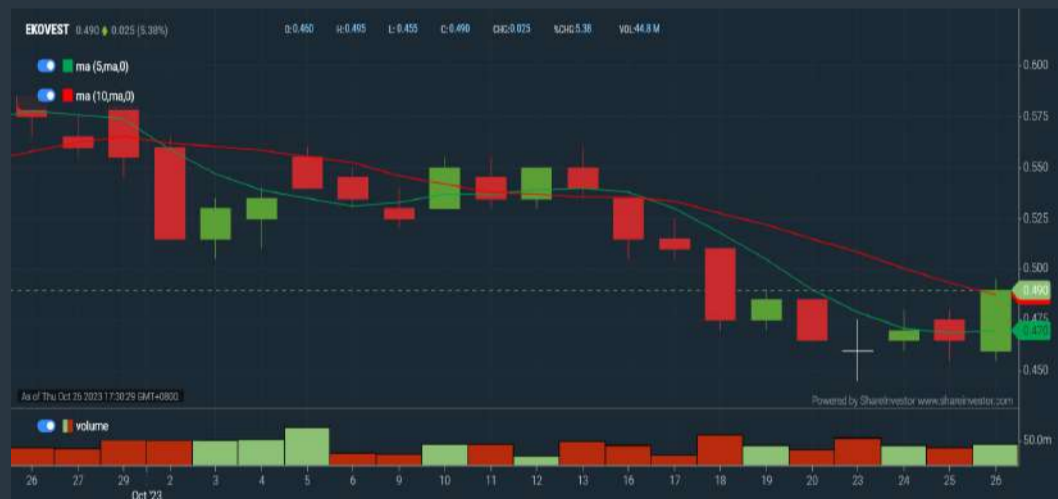 EKOVEST 0.490 0.025 (5.38%) O:0.460 H:0.495 L:0.455 C:0.490 CHG:0.025 %CHG:5.38 VOL:44.8 M
ma (5,ma,0)
ma (10,ma,0)
0.600
0.575
0.550
0.525
0.500
0.490
0.475
0.470
0.450
As of Thu Oct 26 2023 17:30:29 GMT+0800
Powered by ShareInvestor www.shareinvestor.com
volume
50.0m
26 27 29 2 3 4 5 6 9 10 11 12 13 16 17 18 19 20 23 24 25 26
Oct '23